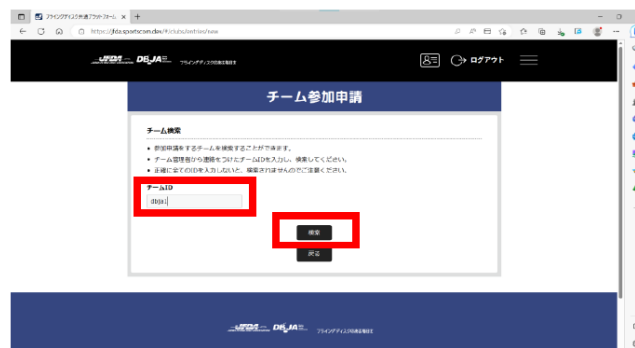 フライングディスク共通プラットフォーム
https://jfda.sportscom.dev/#/clubs/entries/new
JFDA DBJA
ログアウト
チーム参加申請
チーム検索
• 参加申請をするチームを検索することができます。
• チーム管理者から連絡をうけたチームIDを入力し、検索してください。
• 正確に全てのIDを入力しないと、検索されませんのでご注意ください。
チームID
dbja1
検索
戻る
JFDA DBJA